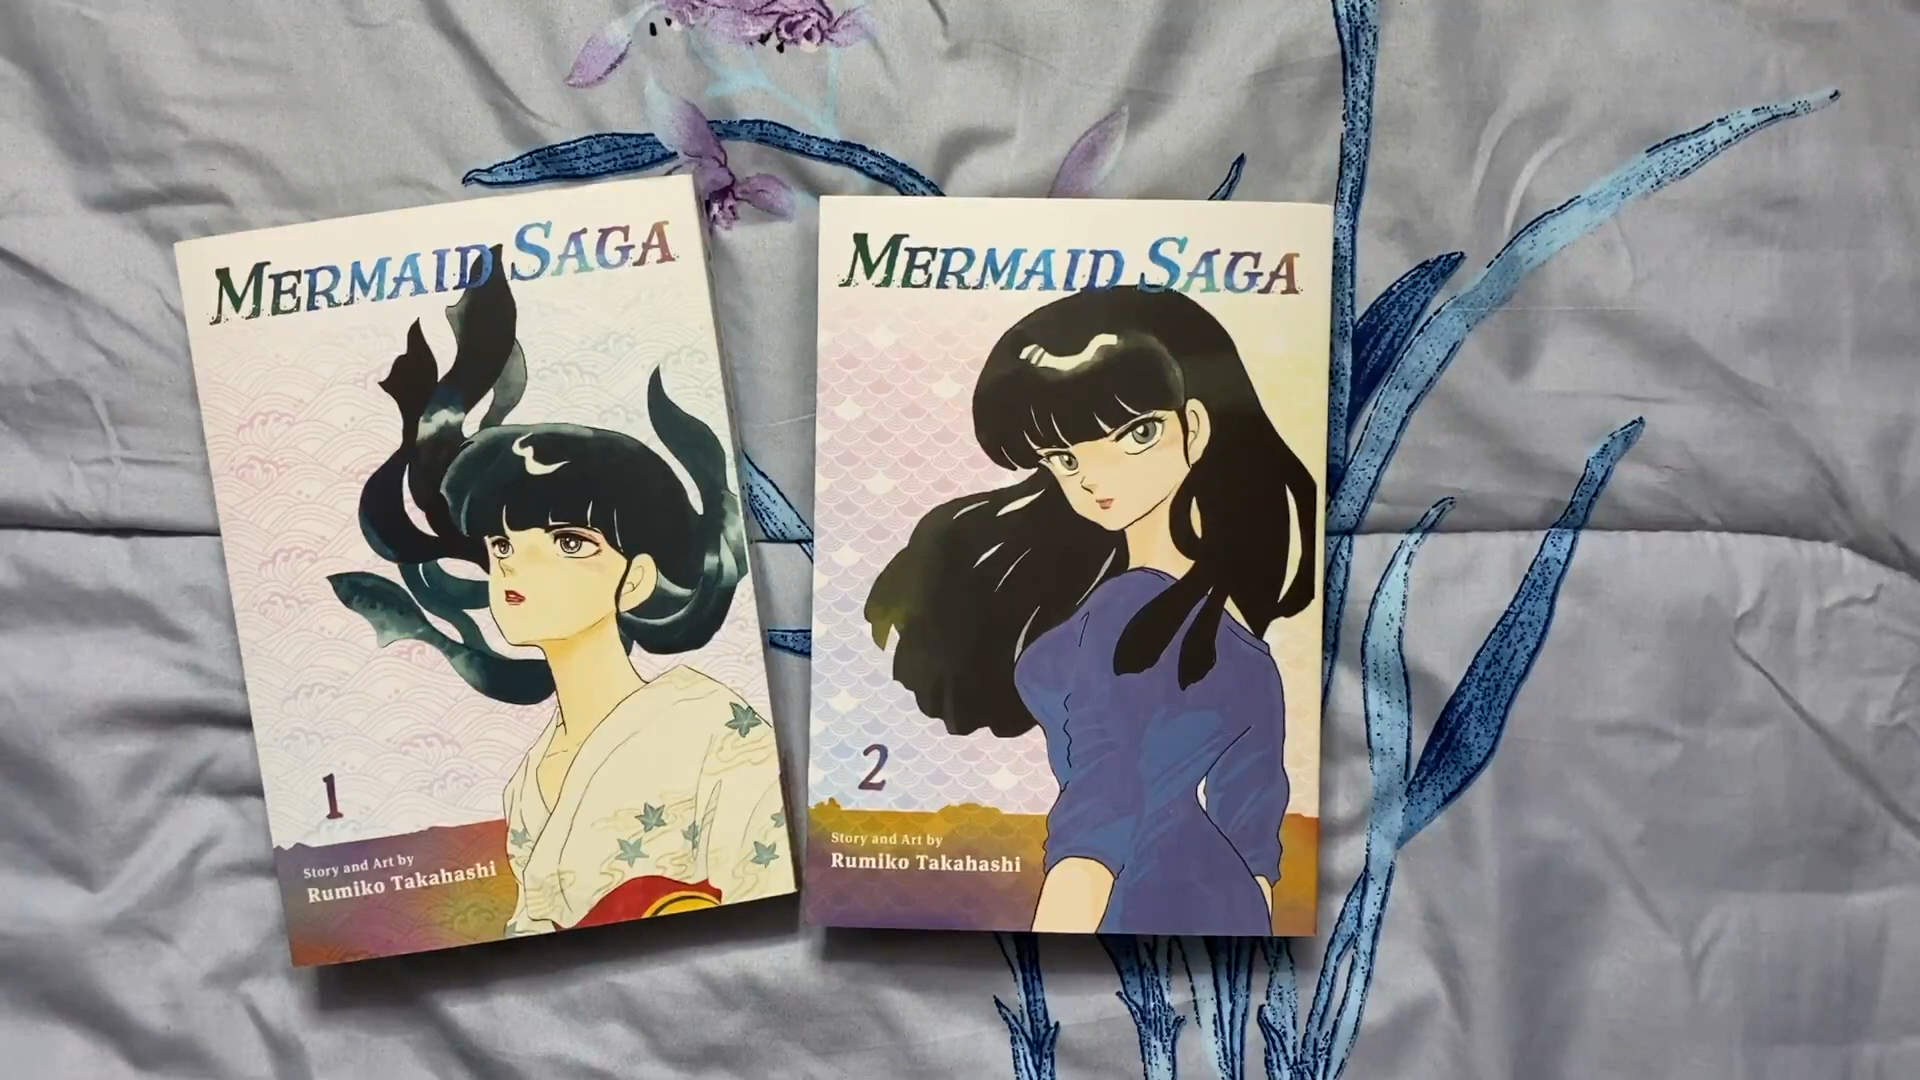 MERMAID SAGA
1
Story and Art by
Rumiko Takahashi
MERMAID SAGA
2
Story and Art by
Rumiko Takahashi